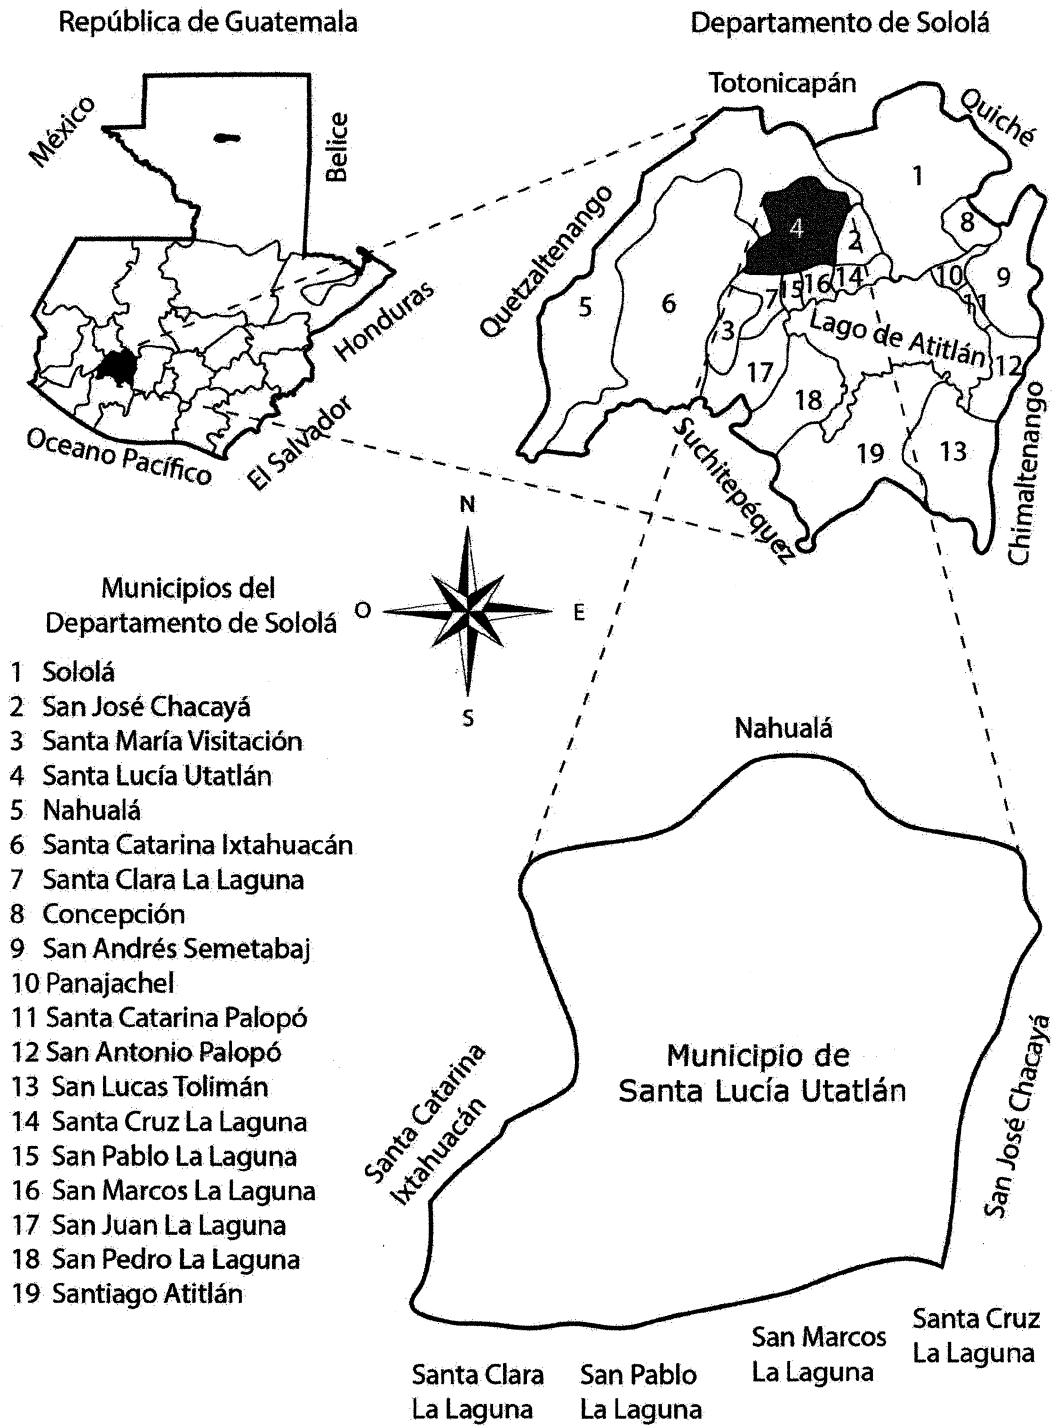 República de Guatemala
México
Belice
Honduras
El Salvador
Oceano Pacífico
Departamento de Sololá
Totonicapán
Quiché
Quetzaltenango
Suchitepéquez
Chimaltenango
1
8
2
4
9
10
11
14
16
15
7
5
6
3
Lago de Atitlán
12
17
18
19
13
N
O
E
S
Municipios del
Departamento de Sololá
1 Sololá
2 San José Chacayá
3 Santa María Visitación
4 Santa Lucía Utatlán
5 Nahualá
6 Santa Catarina Ixtahuacán
7 Santa Clara La Laguna
8 Concepción
9 San Andrés Semetabaj
10 Panajachel
11 Santa Catarina Palopó
12 San Antonio Palopó
13 San Lucas Tolimán
14 Santa Cruz La Laguna
15 San Pablo La Laguna
16 San Marcos La Laguna
17 San Juan La Laguna
18 San Pedro La Laguna
19 Santiago Atitlán
Nahualá
Santa Catarina
Ixtahuacán
Municipio de
Santa Lucía Utatlán
San José Chacayá
Santa Clara
La Laguna
San Pablo
La Laguna
San Marcos
La Laguna
Santa Cruz
La Laguna